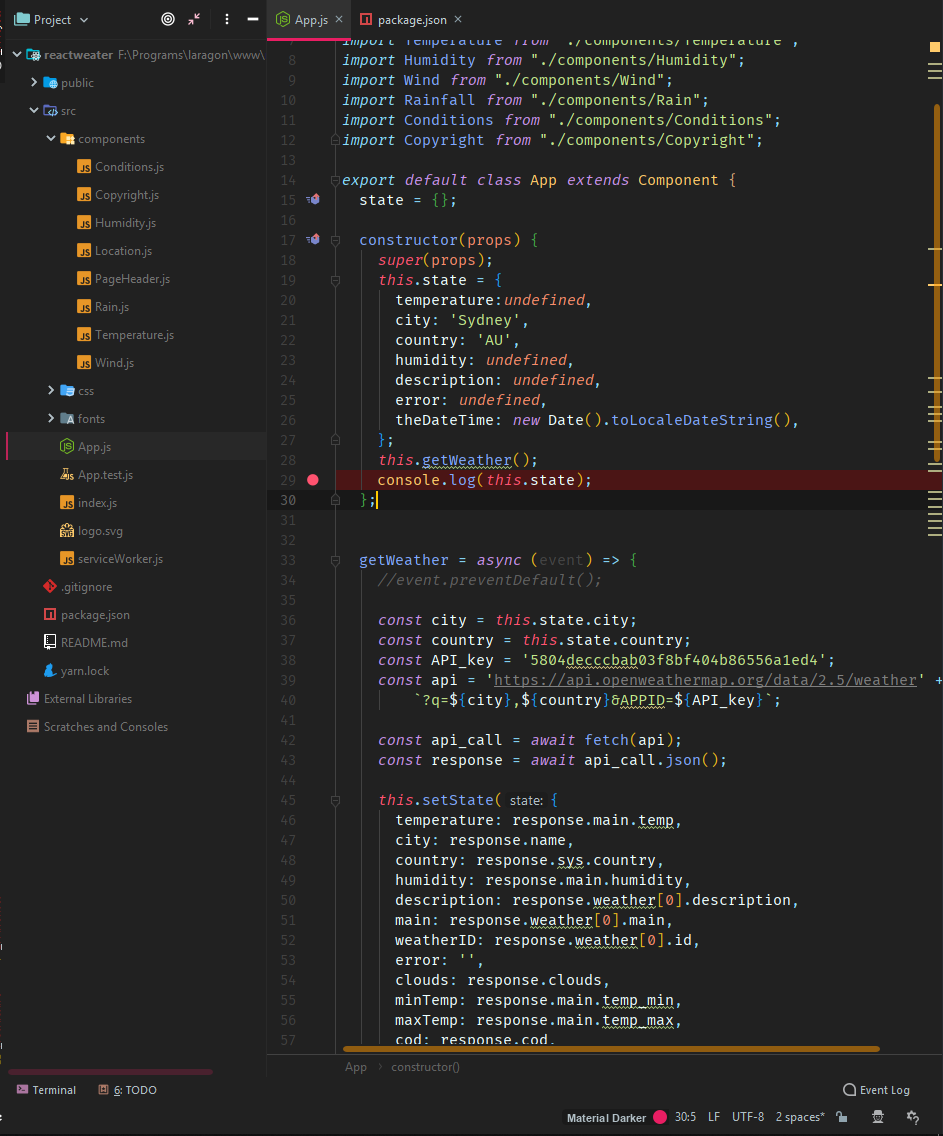 Project
App.js
package.json
reactweater F:\Programs\laragon\www\
public
src
components
Conditions.js
Copyright.js
Humidity.js
Location.js
PageHeader.js
Rain.js
Temperature.js
Wind.js
css
fonts
App.js
App.test.js
index.js
logo.svg
serviceWorker.js
.gitignore
package.json
README.md
yarn.lock
External Libraries
Scratches and Consoles
7 import Temperature from "./components/Temperature";
8 import Humidity from "./components/Humidity";
9 import Wind from "./components/Wind";
10 import Rainfall from "./components/Rain";
11 import Conditions from "./components/Conditions";
12 import Copyright from "./components/Copyright";
13
14 export default class App extends Component {
15 state = {};
16
17 constructor(props) {
18 super(props);
19 this.state = {
20 temperature:undefined,
21 city: 'Sydney',
22 country: 'AU',
23 humidity: undefined,
24 description: undefined,
25 error: undefined,
26 theDateTime: new Date().toLocaleDateString(),
27 };
28 this.getWeather();
29 console.log(this.state);
30 };
31
32
33 getWeather = async (event) => {
34 //event.preventDefault();
35
36 const city = this.state.city;
37 const country = this.state.country;
38 const API_key = '5804decccbab03f8bf404b86556a1ed4';
39 const api = 'https://api.openweathermap.org/data/2.5/weather' +
40 `?q=${city},${country}&APPID=${API_key}`;
41
42 const api_call = await fetch(api);
43 const response = await api_call.json();
44
45 this.setState( state: {
46 temperature: response.main.temp,
47 city: response.name,
48 country: response.sys.country,
49 humidity: response.main.humidity,
50 description: response.weather[0].description,
51 main: response.weather[0].main,
52 weatherID: response.weather[0].id,
53 error: '',
54 clouds: response.clouds,
55 minTemp: response.main.temp_min,
56 maxTemp: response.main.temp_max,
57 cod: response.cod,
App > constructor()
Terminal
6: TODO
Event Log
Material Darker 30:5 LF UTF-8 2 spaces*